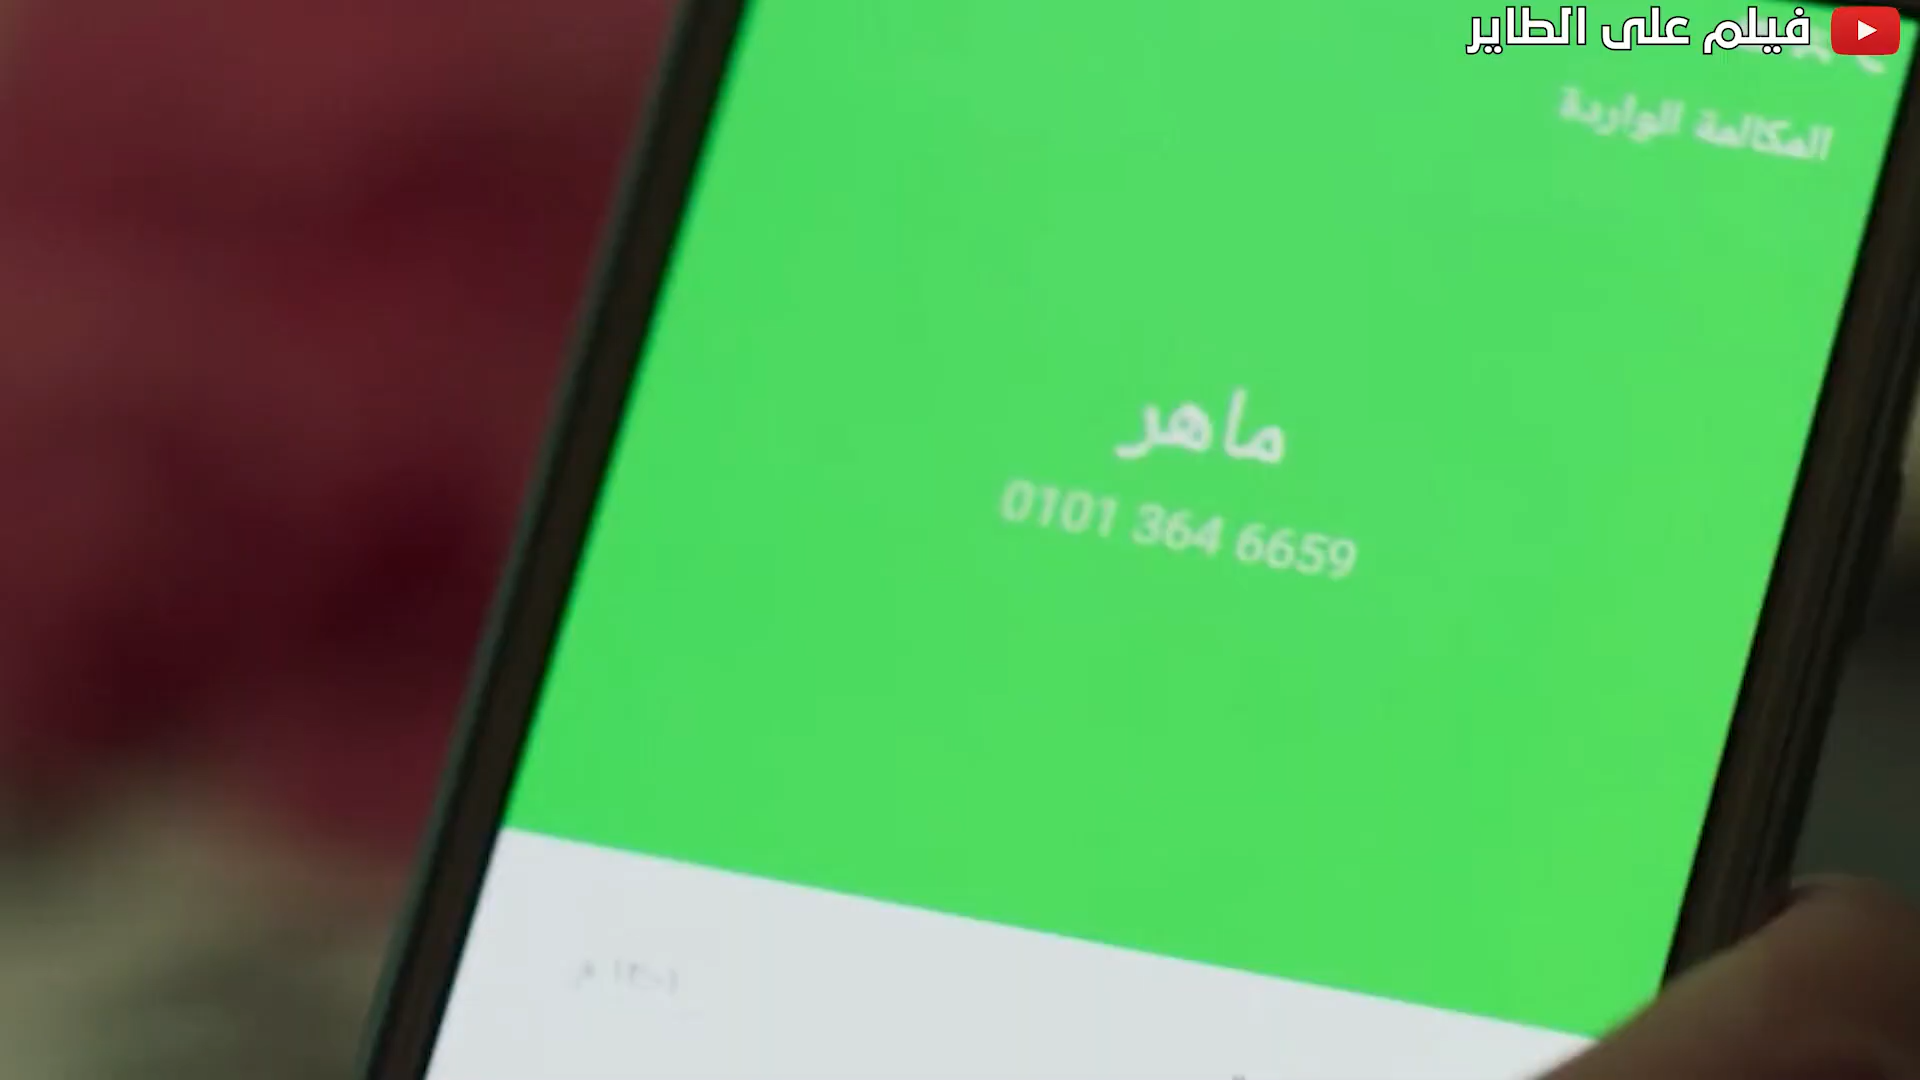 فيلم على الطاير
المكالمة الواردة
ماهر
0101 364 6659